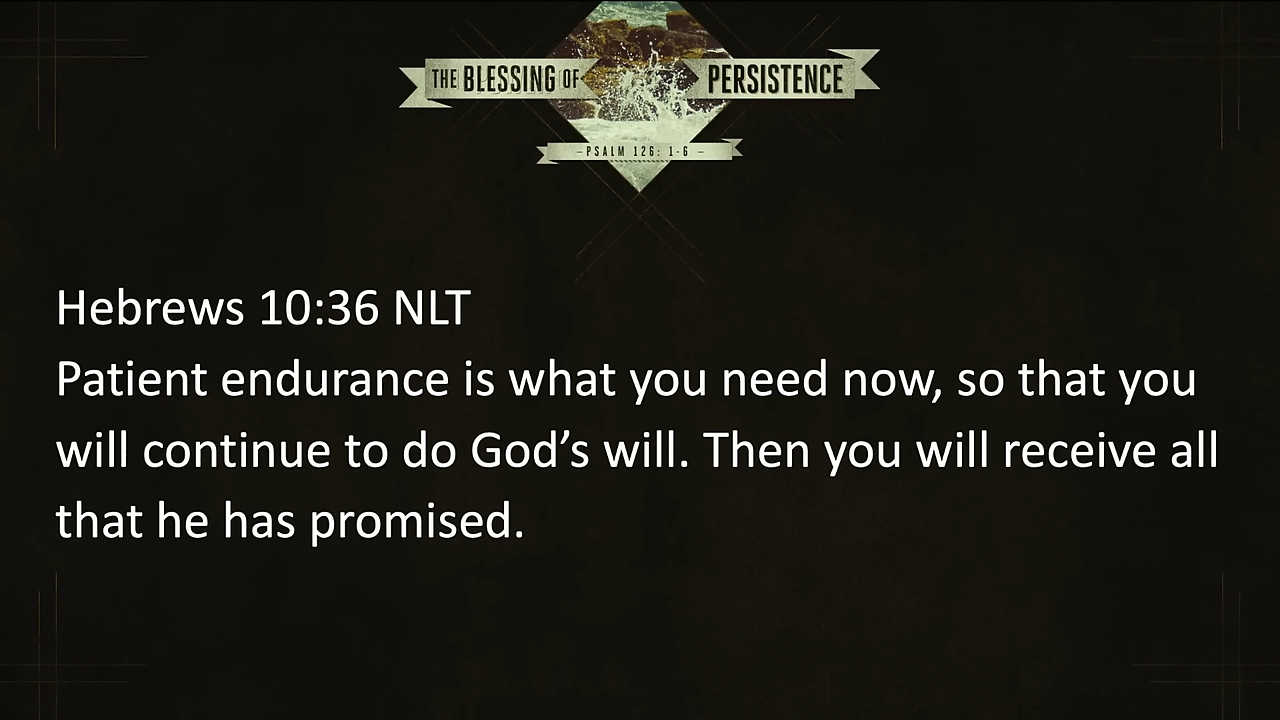 THE BLESSING OF PERSISTENCE
–PSALM 126: 1-6 –
Hebrews 10:36 NLT
Patient endurance is what you need now, so that you
will continue to do God’s will. Then you will receive all
that he has promised.